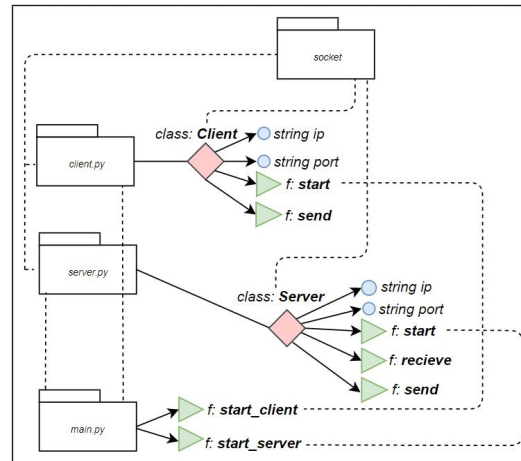 socket
class: Client
string ip
client.py
string port
f: start
f: send
server.py
class: Server
string ip
string port
f: start
f: recieve
f: send
main.py
f: start_client
f: start_server